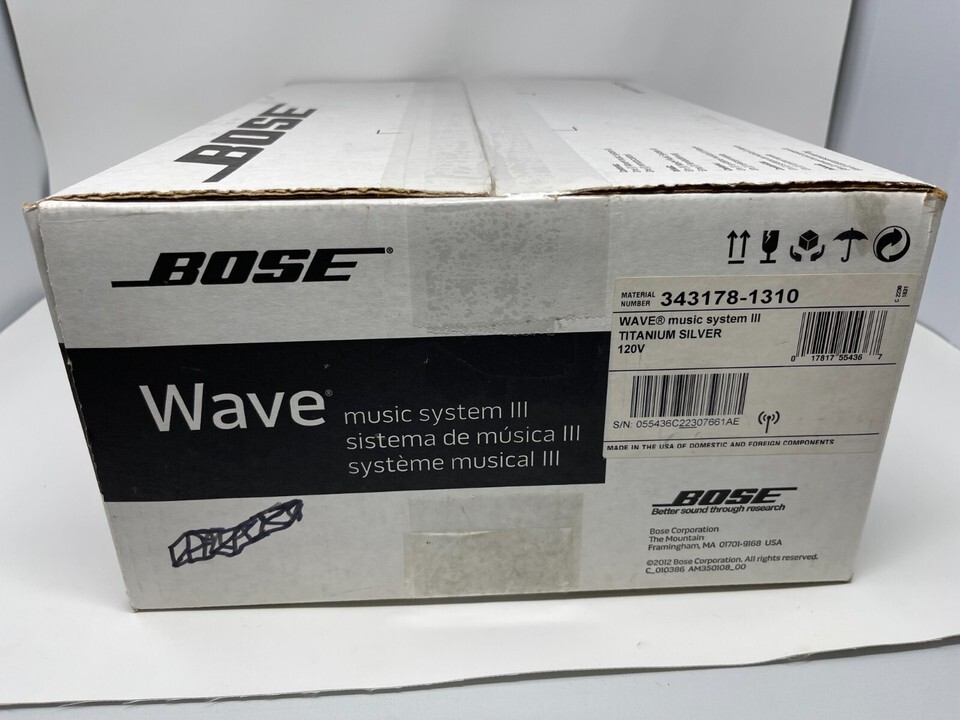 BOSE
BOSE®
MATERIAL NUMBER 343178-1310
WAVE® music system III
TITANIUM SILVER
120V
0 17817 55436 7
S/N: 055436C22307661AE
MADE IN THE USA OF DOMESTIC AND FOREIGN COMPONENTS
Wave® music system III
sistema de música III
système musical III
BOSE
Better sound through research
Bose Corporation
The Mountain
Framingham, MA 01701-9168 USA
©2012 Bose Corporation. All rights reserved.
C_010386 AM350108_00